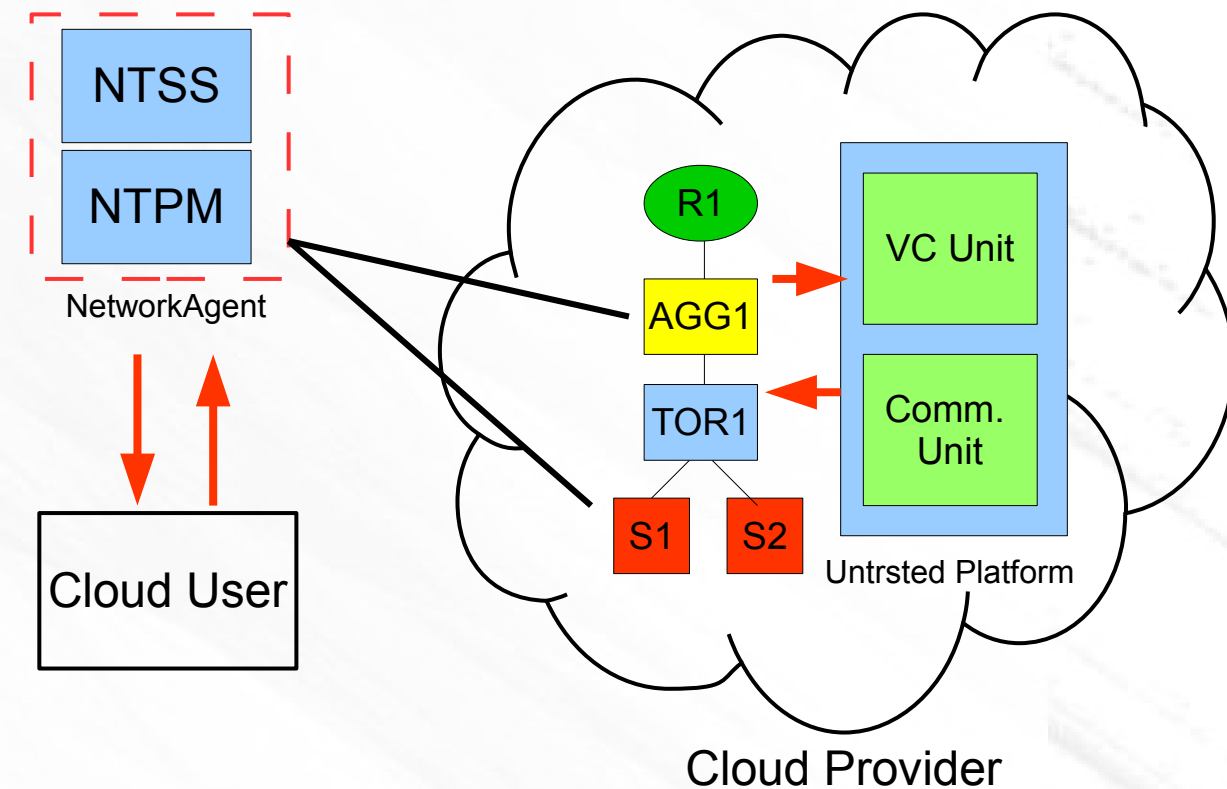 NTSS
NTPM
NetworkAgent
Cloud User
R1
AGG1
TOR1
S1
S2
VC Unit
Comm.
Unit
Untrsted Platform
Cloud Provider